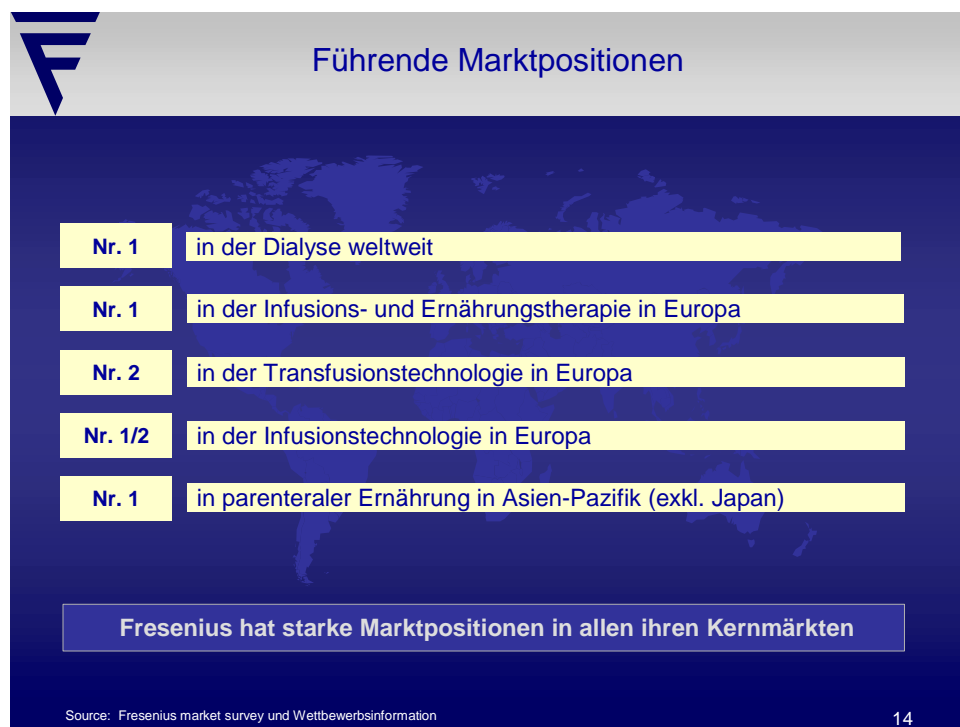 Führende Marktpositionen
Nr. 1 in der Dialyse weltweit
Nr. 1 in der Infusions- und Ernährungstherapie in Europa
Nr. 2 in der Transfusionstechnologie in Europa
Nr. 1/2 in der Infusionstechnologie in Europa
Nr. 1 in parenteraler Ernährung in Asien-Pazifik (exkl. Japan)
Fresenius hat starke Marktpositionen in allen ihren Kernmärkten
Source: Fresenius market survey und Wettbewerbsinformation
14